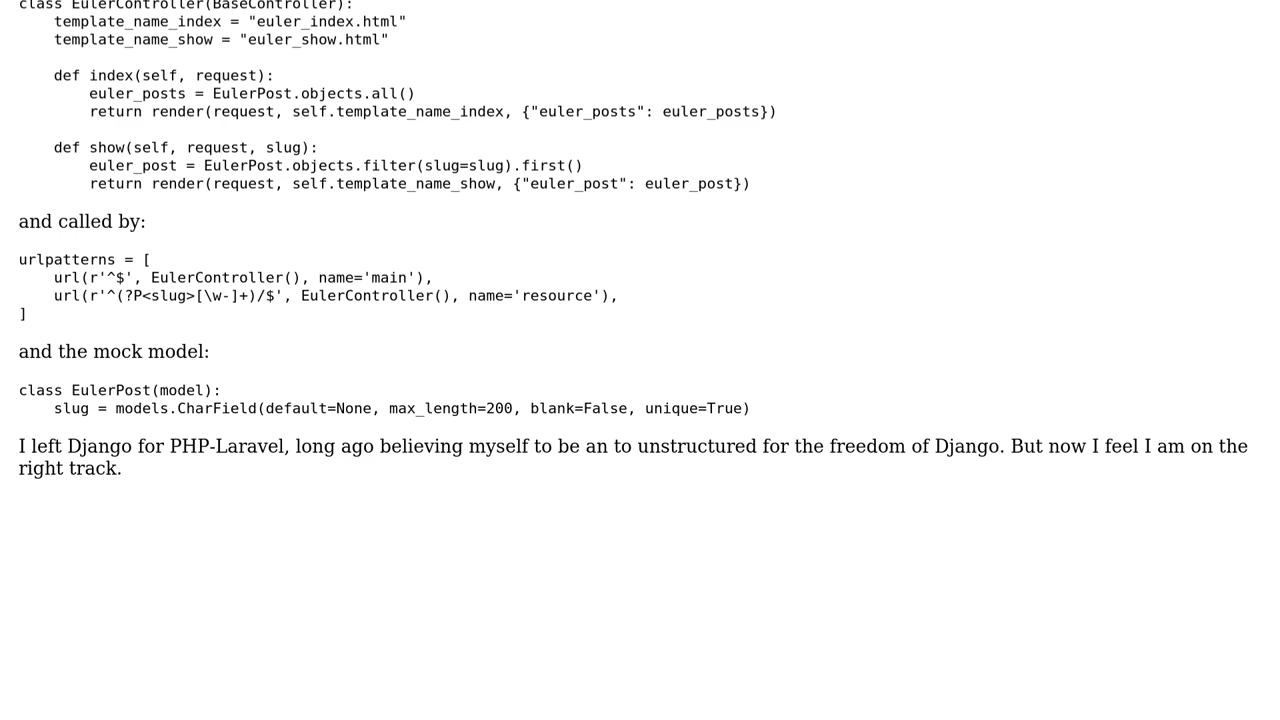 class EulerController(BaseController):
    template_name_index = "euler_index.html"
    template_name_show = "euler_show.html"

    def index(self, request):
        euler_posts = EulerPost.objects.all()
        return render(request, self.template_name_index, {"euler_posts": euler_posts})

    def show(self, request, slug):
        euler_post = EulerPost.objects.filter(slug=slug).first()
        return render(request, self.template_name_show, {"euler_post": euler_post})

and called by:

urlpatterns = [
    url(r'^$', EulerController(), name='main'),
    url(r'^(?P<slug>[\w-]+)/$', EulerController(), name='resource'),
]

and the mock model:

class EulerPost(model):
    slug = models.CharField(default=None, max_length=200, blank=False, unique=True)

I left Django for PHP-Laravel, long ago believing myself to be an to unstructured for the freedom of Django. But now I feel I am on the
right track.